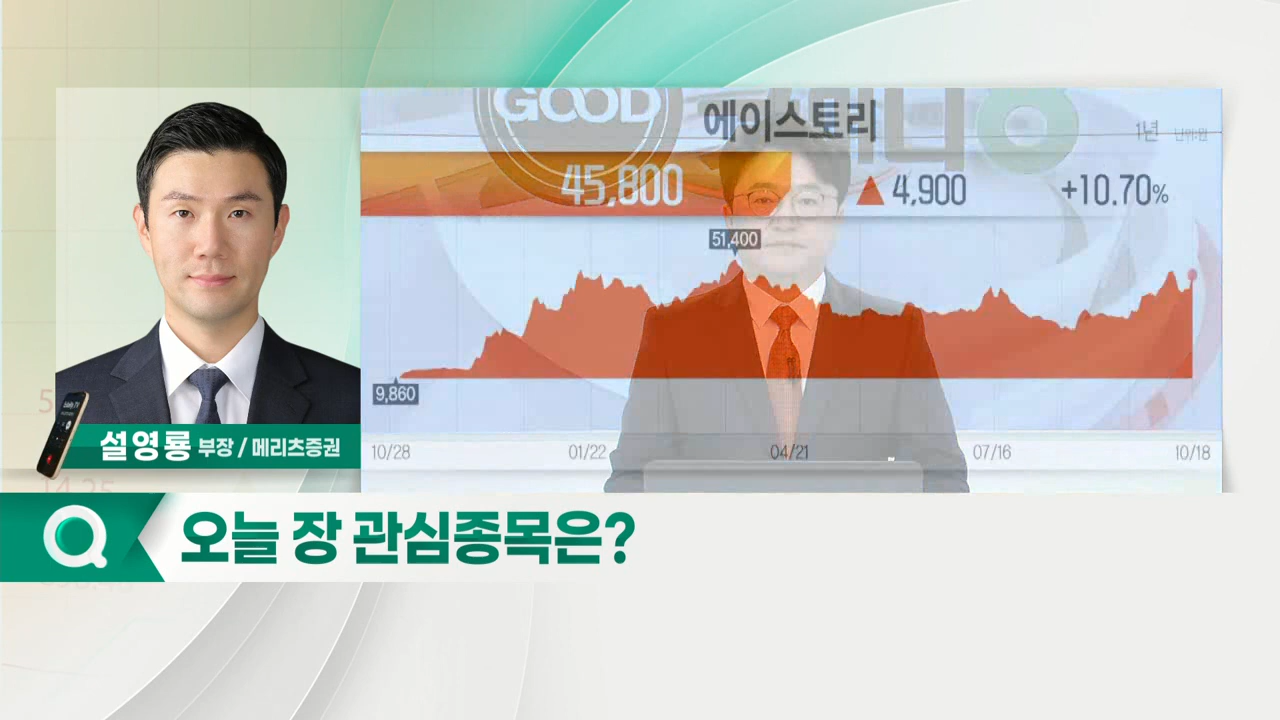 GOOD
에이스토리
1년
45,800
▲ 4,900
+10.70%
51,400
9,860
10/28
01/22
04/21
07/16
10/18
설영룡 부장 / 메리츠증권
Q
오늘 장 관심종목은?